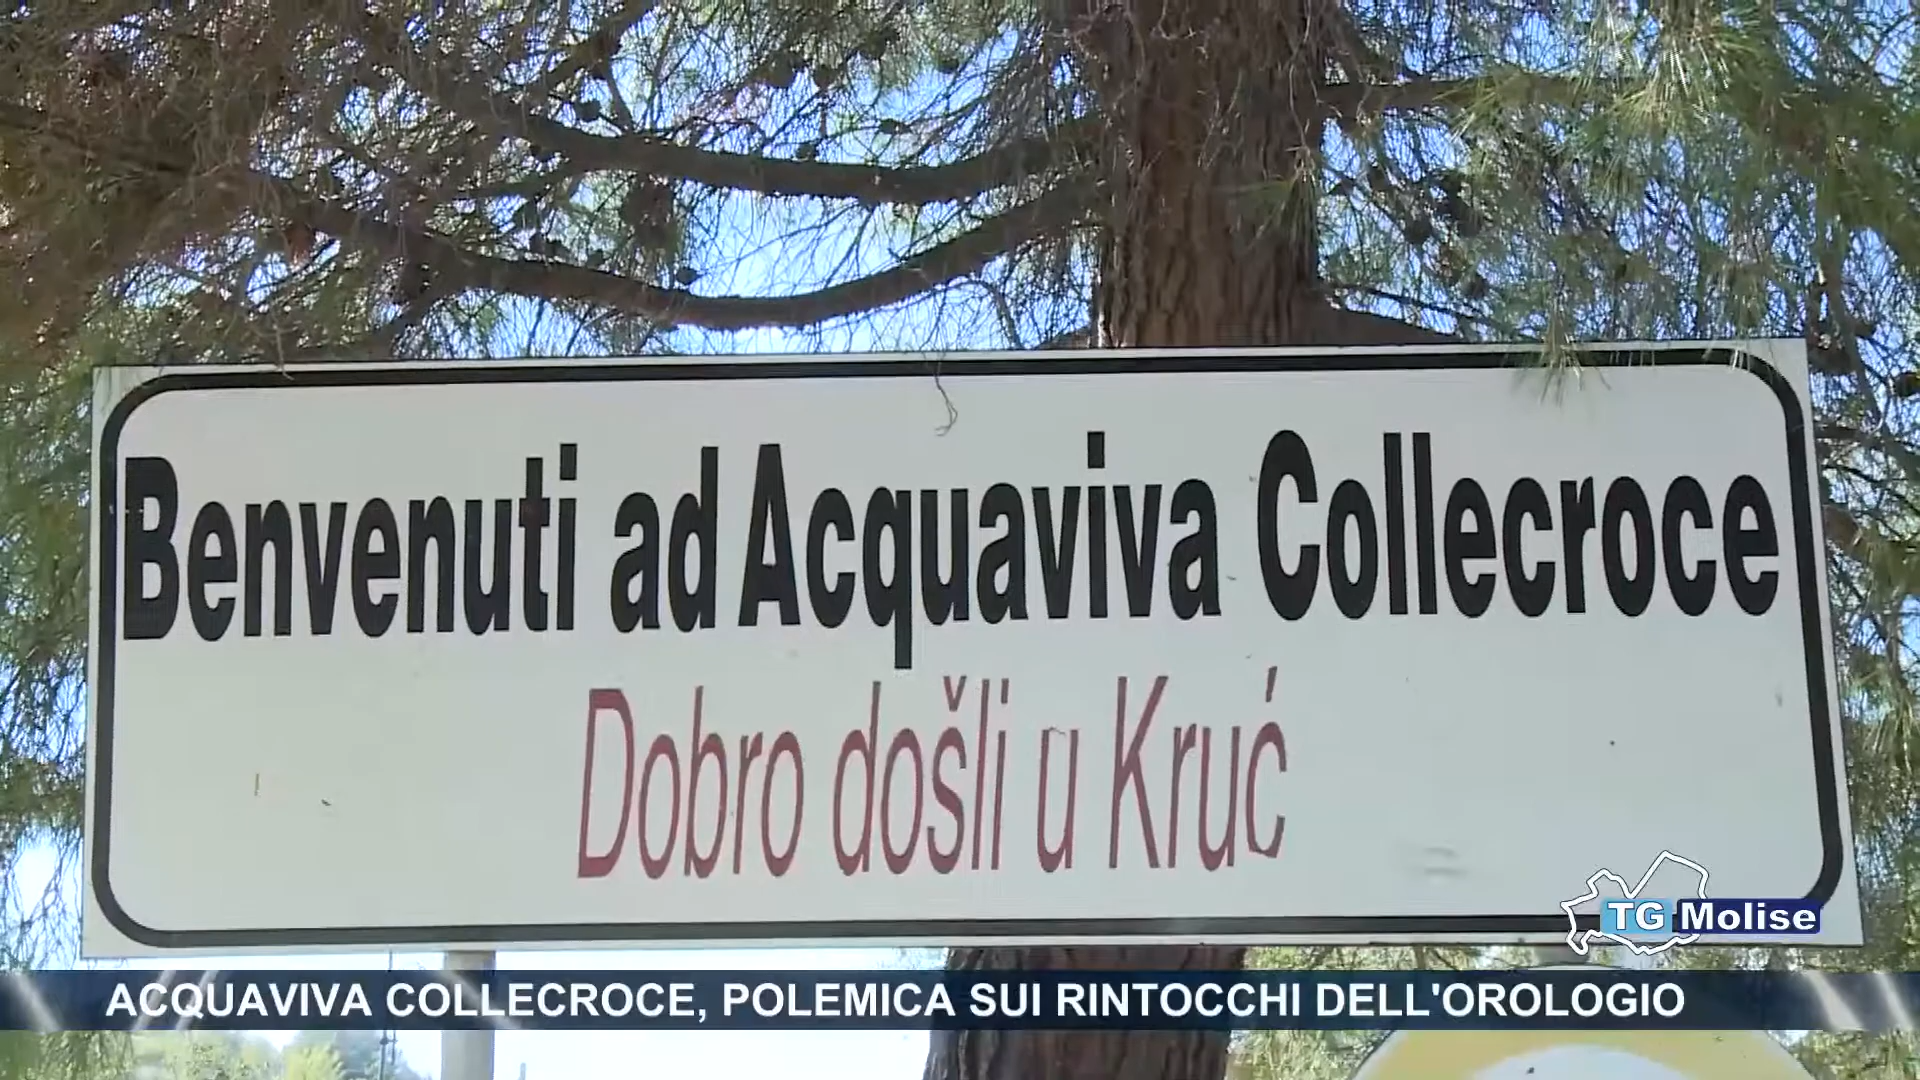 Benvenuti ad Acquaviva Collecroce
Dobro došli u Kruć
TG Molise
ACQUAVIVA COLLECROCE, POLEMICA SUI RINTOCCHI DELL'OROLOGIO